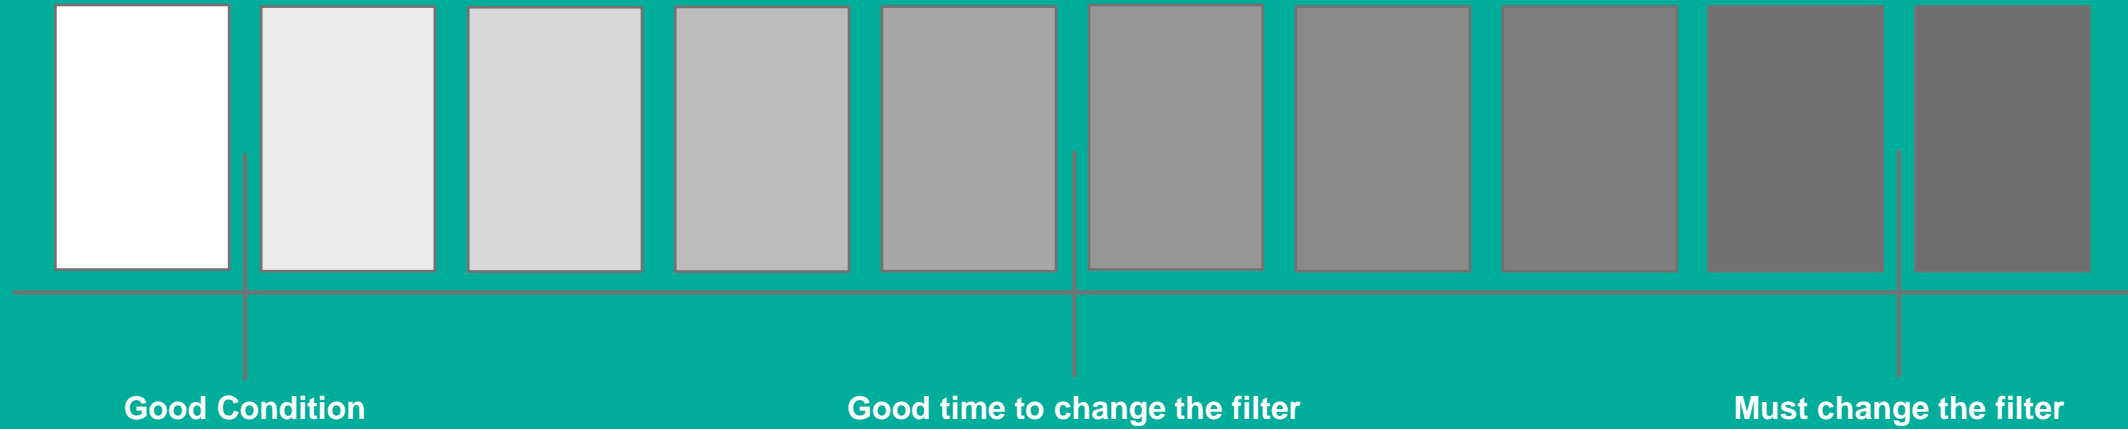 Good Condition
Good time to change the filter
Must change the filter